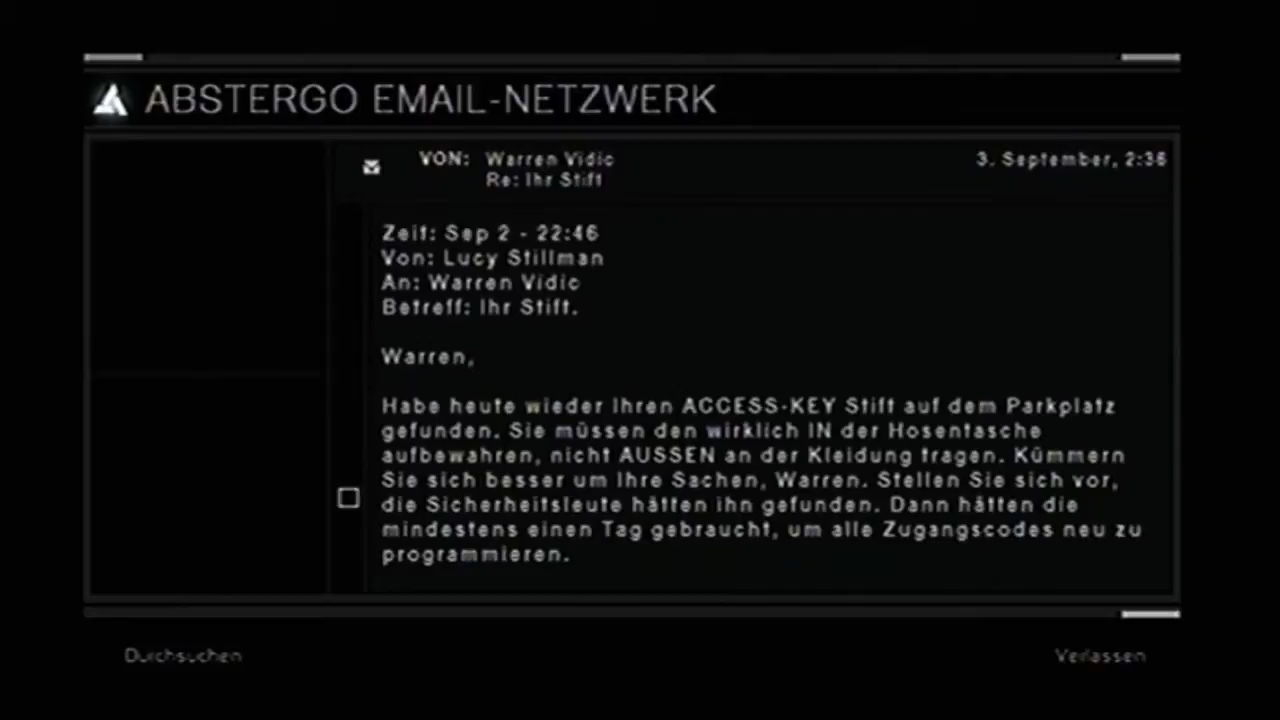 ABSTERGO EMAIL-NETZWERK
VON: Warren Vidic 3. September, 2:36
Re: Ihr Stift
Zeit: Sep 2 - 22:46
Von: Lucy Stillman
An: Warren Vidic
Betreff: Ihr Stift.
Warren,
Habe heute wieder Ihren ACCESS-KEY Stift auf dem Parkplatz
gefunden. Sie müssen den wirklich IN der Hosentasche
aufbewahren, nicht AUSSEN an der Kleidung tragen. Kümmern
Sie sich besser um Ihre Sachen, Warren. Stellen Sie sich vor,
die Sicherheitsleute hätten ihn gefunden. Dann hätten die
mindestens einen Tag gebraucht, um alle Zugangscodes neu zu
programmieren.
Durchsuchen Verlassen